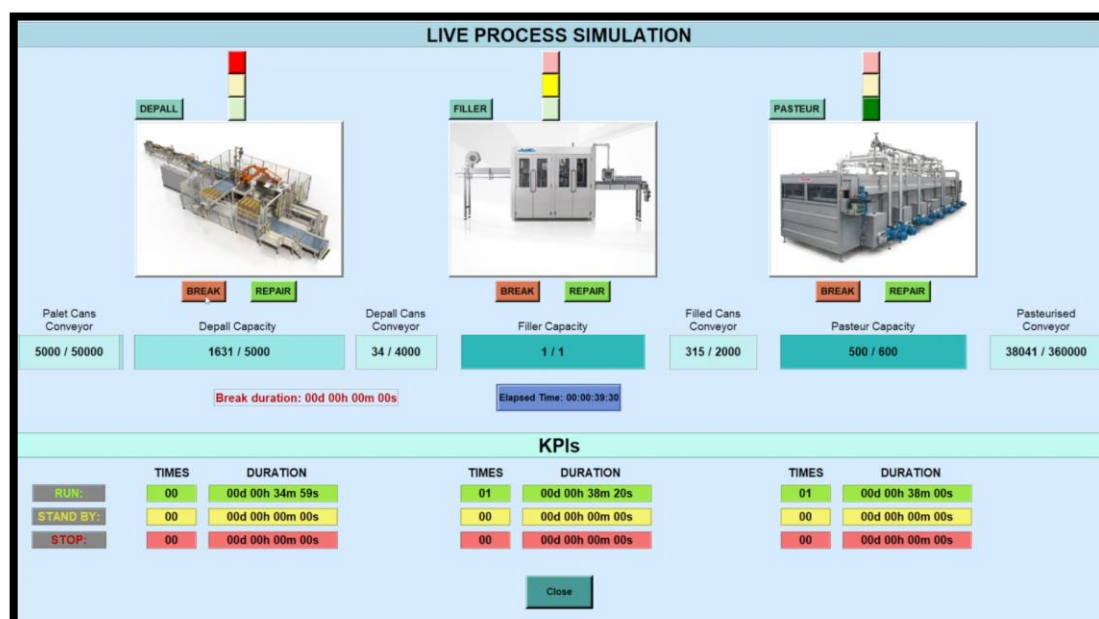 LIVE PROCESS SIMULATION
DEPALL
FILLER
PASTEUR
BREAK REPAIR
BREAK REPAIR
BREAK REPAIR
Palet Cans
Conveyor
5000 / 50000
Depall Capacity
1631 / 5000
Depall Cans
Conveyor
34 / 4000
Filler Capacity
1 / 1
Filled Cans
Conveyor
315 / 2000
Pasteur Capacity
500 / 600
Pasteurised
Conveyor
38041 / 360000
Break duration: 00d 00h 00m 00s
Elapsed Time: 00:00:39:30
KPIs
TIMES DURATION TIMES DURATION TIMES DURATION
RUN: 00 00d 00h 34m 59s 01 00d 00h 38m 20s 01 00d 00h 38m 00s
STAND BY: 00 00d 00h 00m 00s 00 00d 00h 00m 00s 00 00d 00h 00m 00s
STOP: 00 00d 00h 00m 00s 00 00d 00h 00m 00s 00 00d 00h 00m 00s
Close